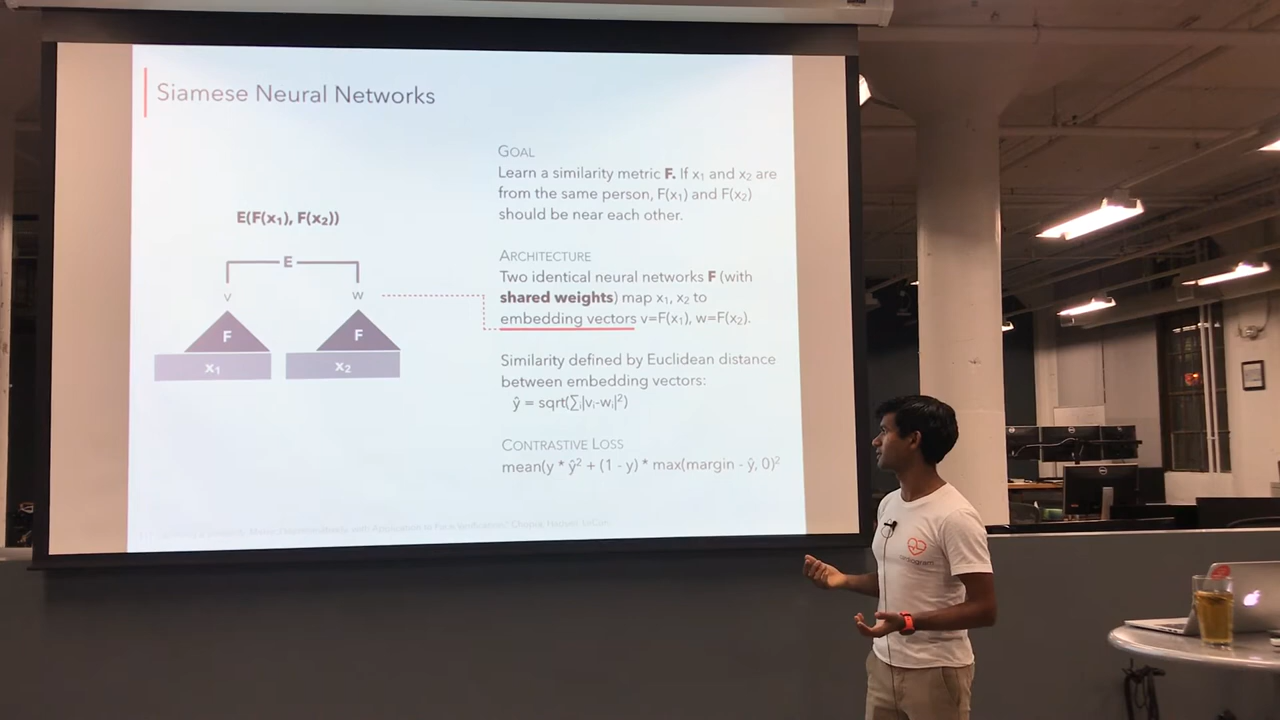 Siamese Neural Networks
E(F(x₁), F(x₂))
E
v
w
F
F
x₁
x₂
GOAL
Learn a similarity metric F. If x₁ and x₂ are
from the same person, F(x₁) and F(x₂)
should be near each other.
ARCHITECTURE
Two identical neural networks F (with
shared weights) map x₁, x₂ to
embedding vectors v=F(x₁), w=F(x₂).
Similarity defined by Euclidean distance
between embedding vectors:
ŷ = sqrt(∑ᵢ|vᵢ-wᵢ|²)
CONTRASTIVE LOSS
mean(y * ŷ² + (1 - y) * max(margin - ŷ, 0)²